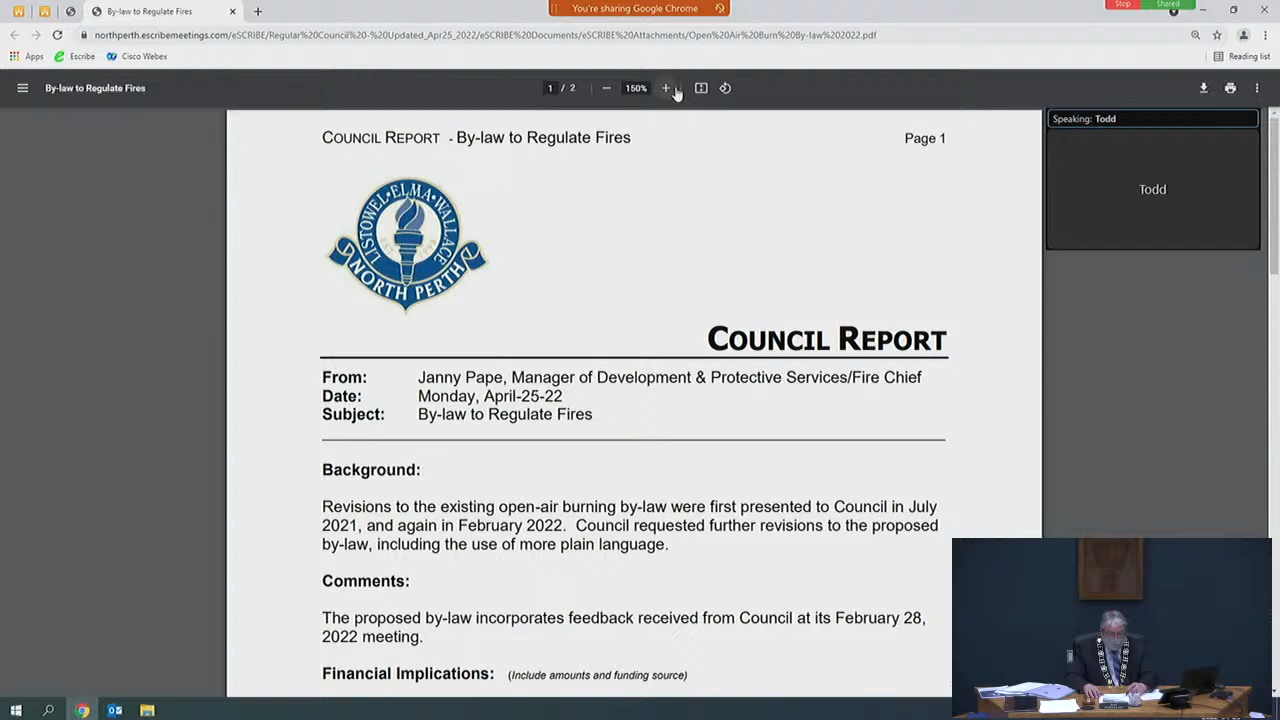 By-law to Regulate Fires
You're sharing Google Chrome
Stop
Shared
northperth.escribemeetings.com/eSCRIBE/Regular%20Council%20-%20Updated_Apr25_2022/eSCRIBE%20Documents/eSCRIBE%20Attachments/Open%20Air%20Burn%20By-law%202022.pdf
Apps
Escribe
Cisco Webex
Reading list
By-law to Regulate Fires
1 / 2
150%
COUNCIL REPORT - By-law to Regulate Fires
Page 1
Speaking: Todd
Todd
LISTOWEL • ELMA • WALLACE
NORTH PERTH
COUNCIL REPORT
From: Janny Pape, Manager of Development & Protective Services/Fire Chief
Date: Monday, April-25-22
Subject: By-law to Regulate Fires
Background:
Revisions to the existing open-air burning by-law were first presented to Council in July
2021, and again in February 2022. Council requested further revisions to the proposed
by-law, including the use of more plain language.
Comments:
The proposed by-law incorporates feedback received from Council at its February 28,
2022 meeting.
Financial Implications: (Include amounts and funding source)